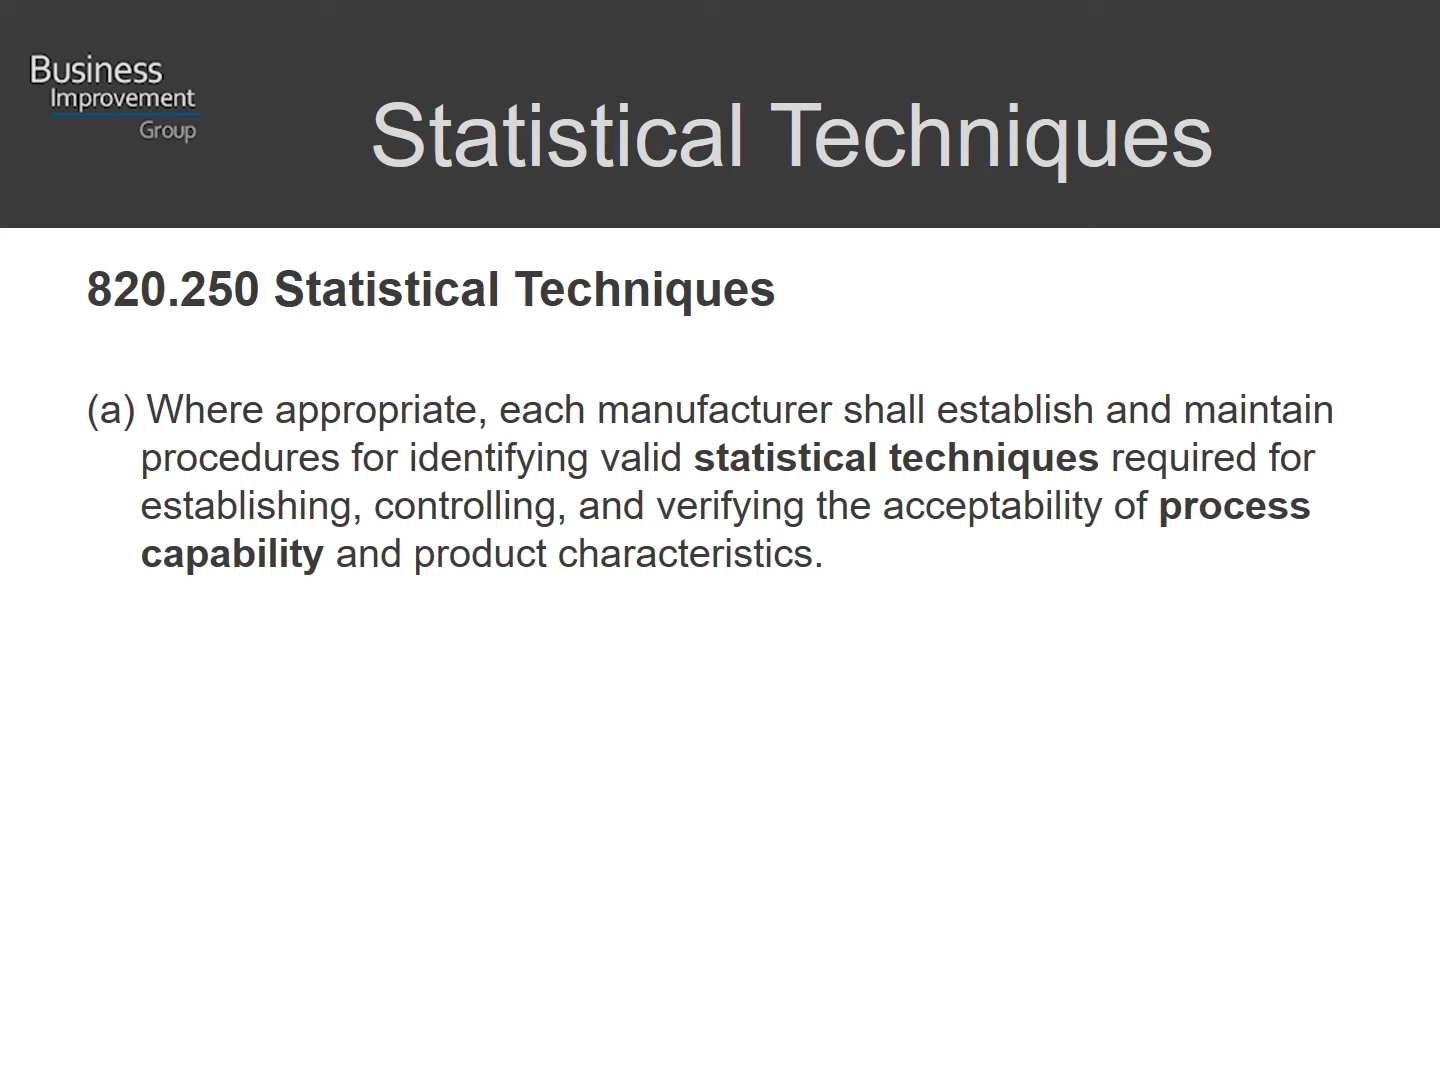 Business
Improvement
Group
Statistical Techniques
820.250 Statistical Techniques
(a) Where appropriate, each manufacturer shall establish and maintain
procedures for identifying valid statistical techniques required for
establishing, controlling, and verifying the acceptability of process
capability and product characteristics.